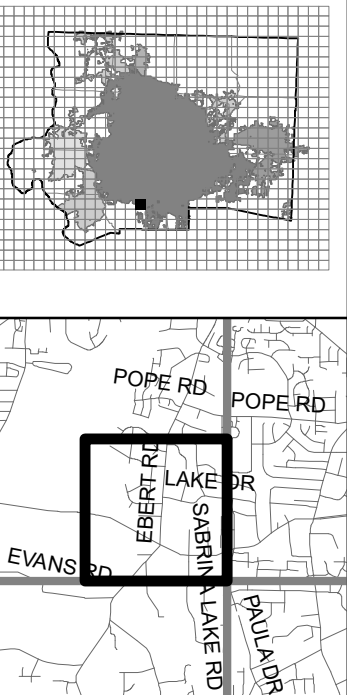 POPE RD
POPE RD
LAKE DR
EBERT RD
SABRINA LAKE RD
EVANS RD
PAULA DR